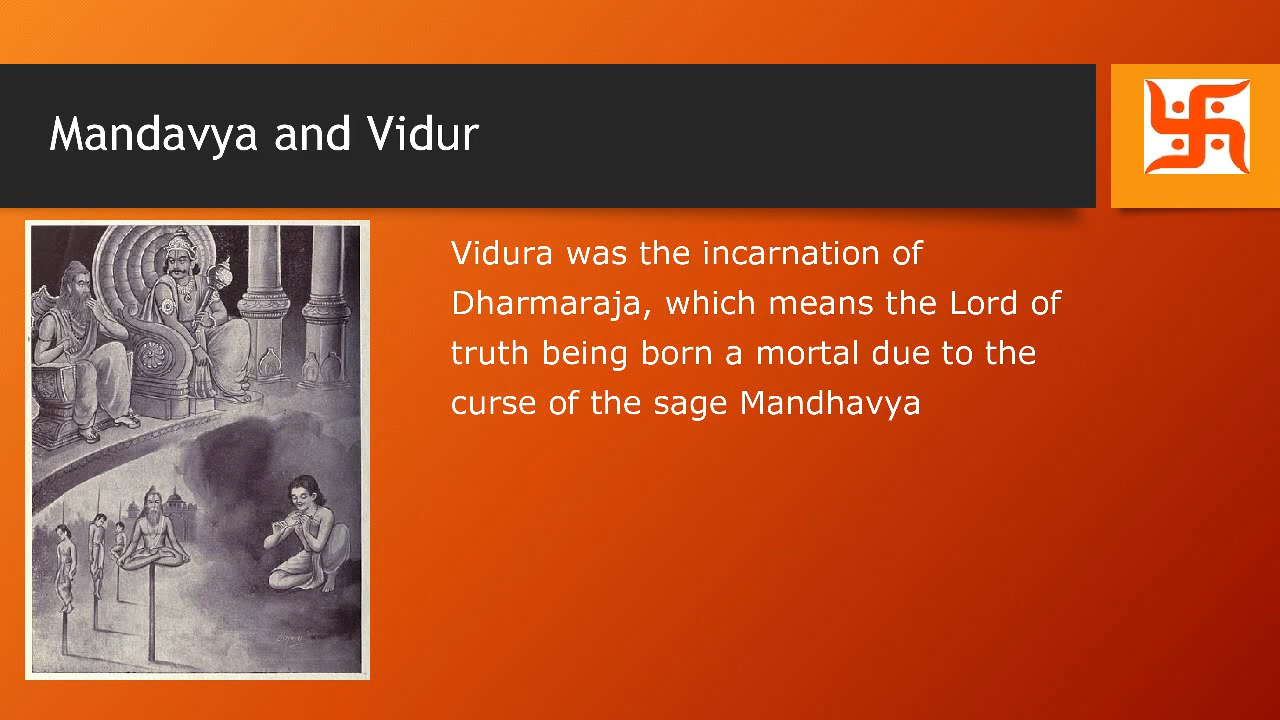 Mandavya and Vidur
Vidura was the incarnation of
Dharmaraja, which means the Lord of
truth being born a mortal due to the
curse of the sage Mandhavya